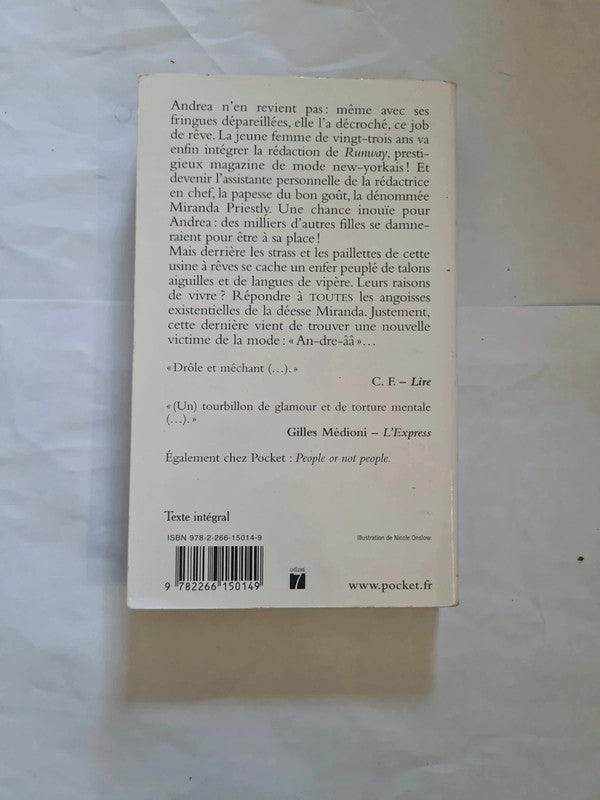 Andrea n'en revient pas : même avec ses
fringues dépareillées, elle l'a décroché, ce job
de rêve. La jeune femme de vingt-trois ans va
enfin intégrer la rédaction de Runway, presti-
gieux magazine de mode new-yorkais ! Et
devenir l'assistante personnelle de la rédactrice
en chef, la papesse du bon goût, la dénommée
Miranda Priestly. Une chance inouïe pour
Andrea : des milliers d'autres filles se damne-
raient pour être à sa place !
Mais derrière les strass et les paillettes de cette
usine à rêves se cache un enfer peuplé de talons
aiguilles et de langues de vipère. Leurs raisons
de vivre ? Répondre à TOUTES les angoisses
existentielles de la déesse Miranda. Justement,
cette dernière vient de trouver une nouvelle
victime de la mode : « An-dre-ââ »…
« Drôle et méchant (…). »
C. F. – Lire
« (Un) tourbillon de glamour et de torture mentale
(…). »
Gilles Médioni – L'Express
Également chez Pocket : People or not people.
Texte intégral
ISBN 978-2-266-15014-9
Illustration de Nicole Onslow.
9 782266 150149
7
www.pocket.fr